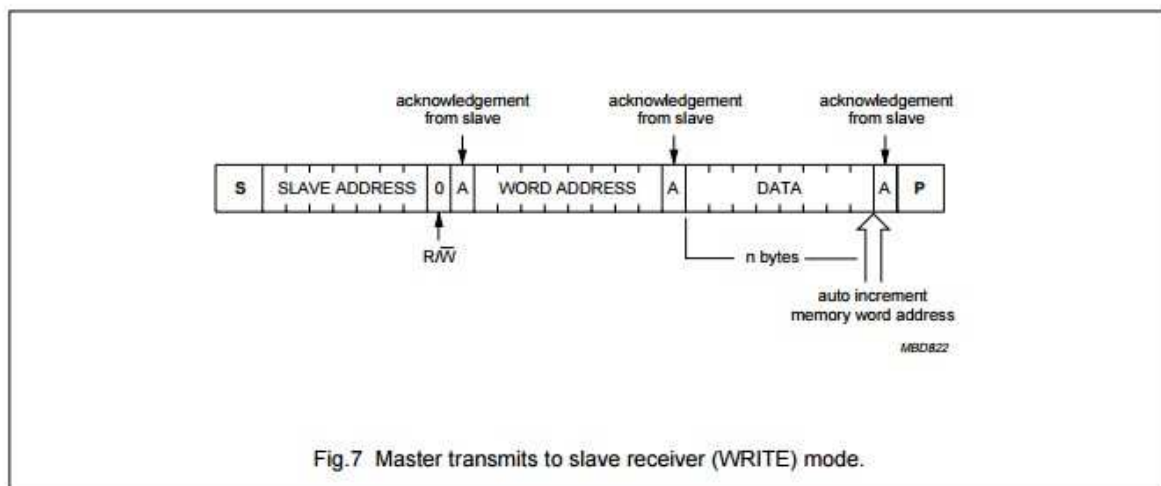 acknowledgement
from slave
acknowledgement
from slave
acknowledgement
from slave
S SLAVE ADDRESS 0 A WORD ADDRESS A DATA A P
R/W̅
n bytes
auto increment
memory word address
MBD822
Fig.7 Master transmits to slave receiver (WRITE) mode.